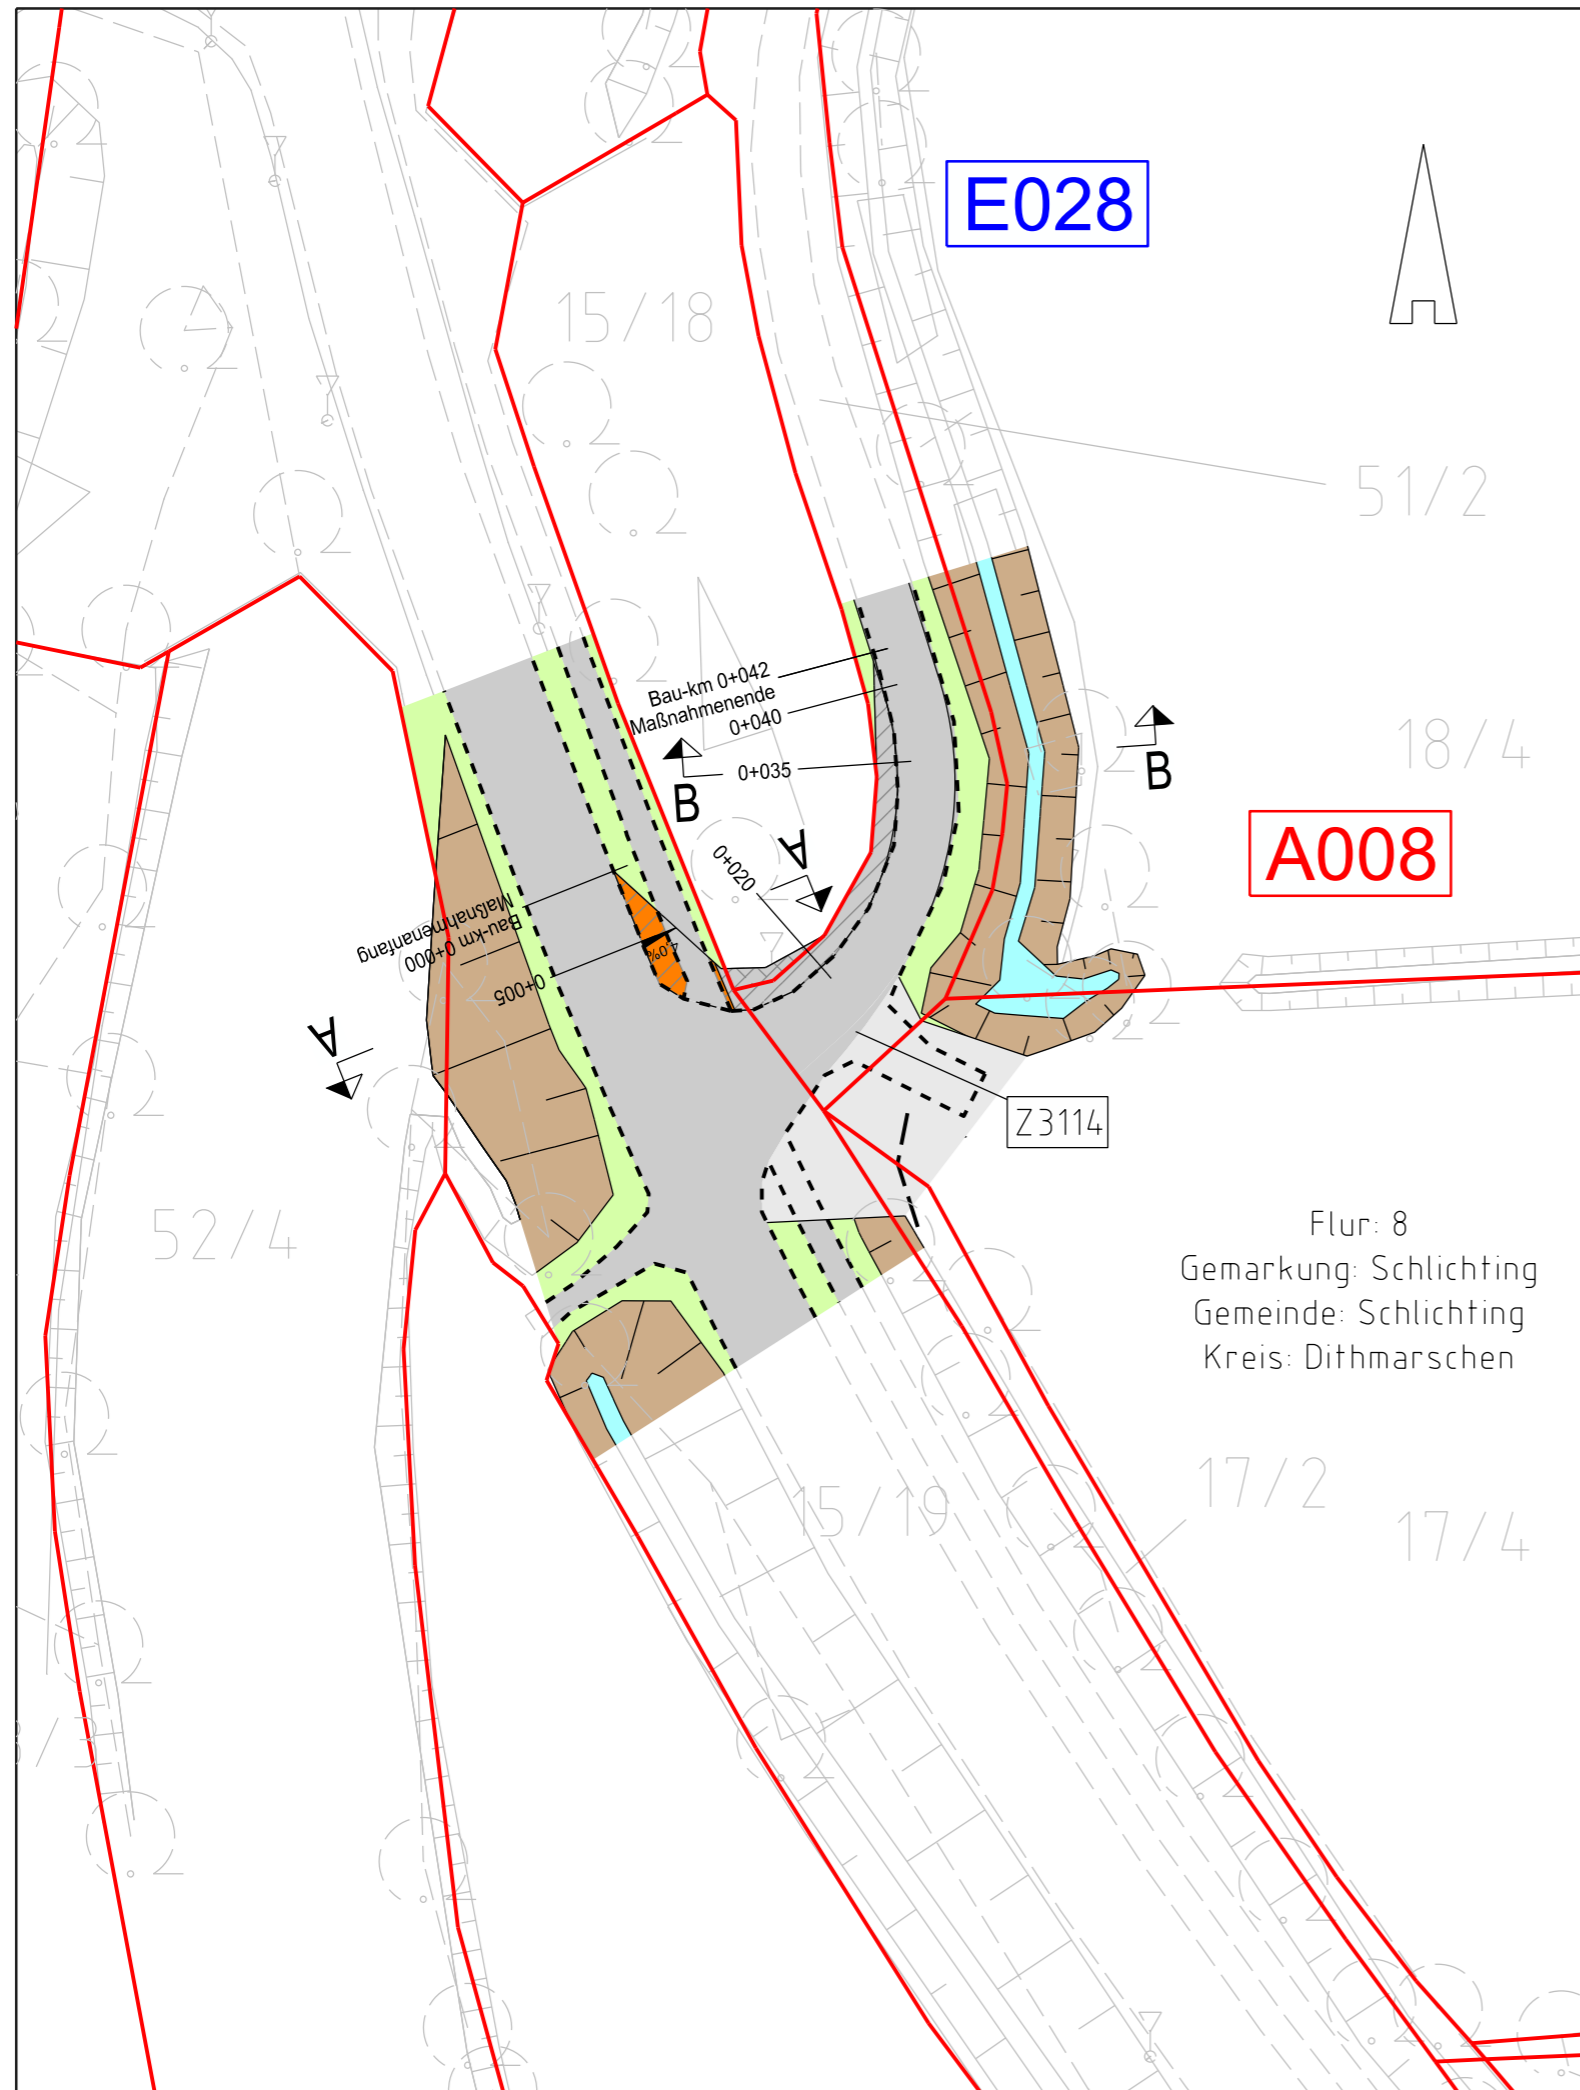 E028
15/18
51/2
Bau-km 0+042
Maßnahmenende
0+040
0+035
B
B
18/4
A
0+020
A008
Maßnahmenanfang
Bau-km 0+000
0+005
4,0%
A
Z3114
52/4
Flur: 8
Gemarkung: Schlichting
Gemeinde: Schlichting
Kreis: Dithmarschen
17/2
15/19
17/4